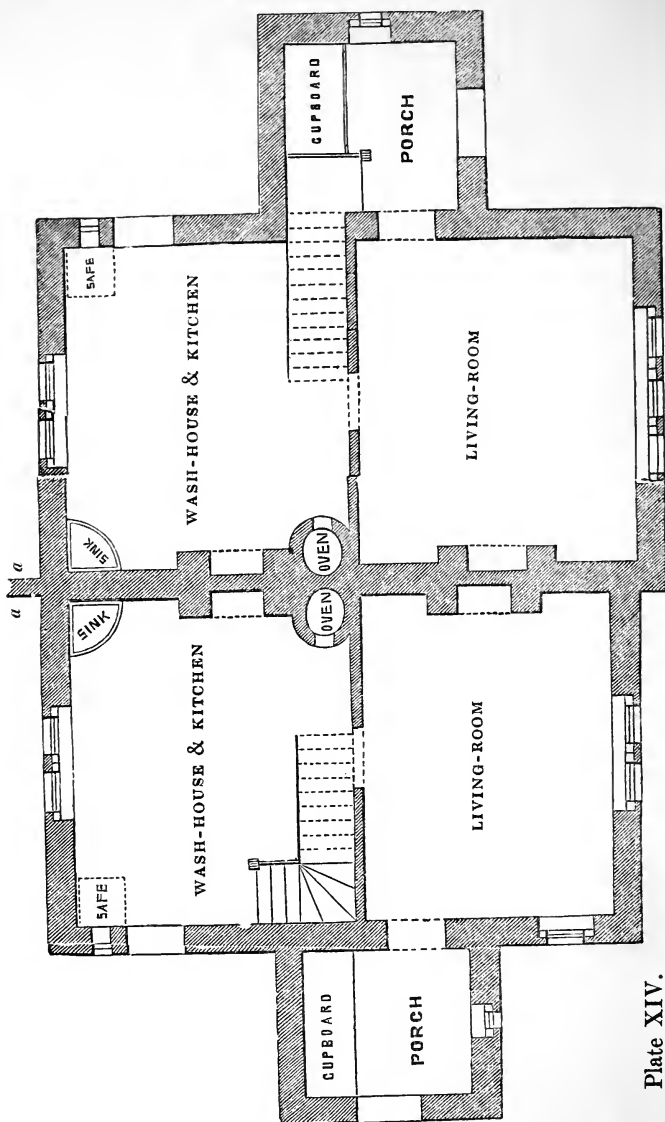 a a
SINK
SINK
SAFE
SAFE
WASH-HOUSE & KITCHEN
WASH-HOUSE & KITCHEN
OVEN
OVEN
CUPBOARD
PORCH
CUPBOARD
PORCH
LIVING-ROOM
LIVING-ROOM
Plate XIV.